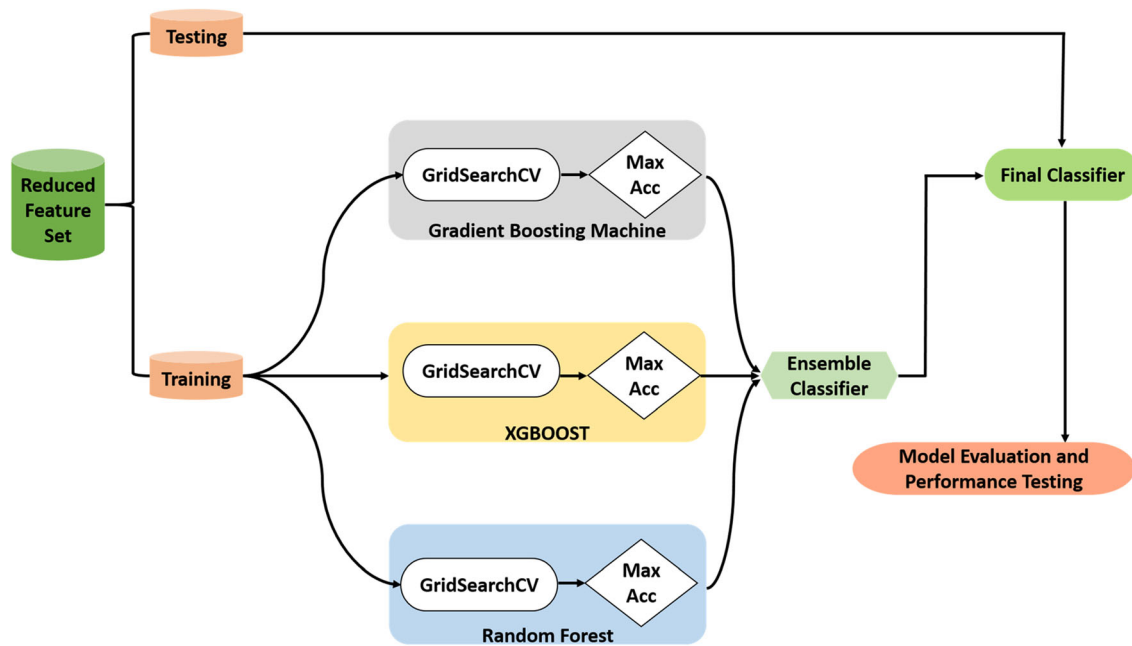 Testing
Reduced
Feature
Set
Training
GridSearchCV
Max
Acc
Gradient Boosting Machine
GridSearchCV
Max
Acc
XGBOOST
GridSearchCV
Max
Acc
Random Forest
Ensemble
Classifier
Final Classifier
Model Evaluation and
Performance Testing